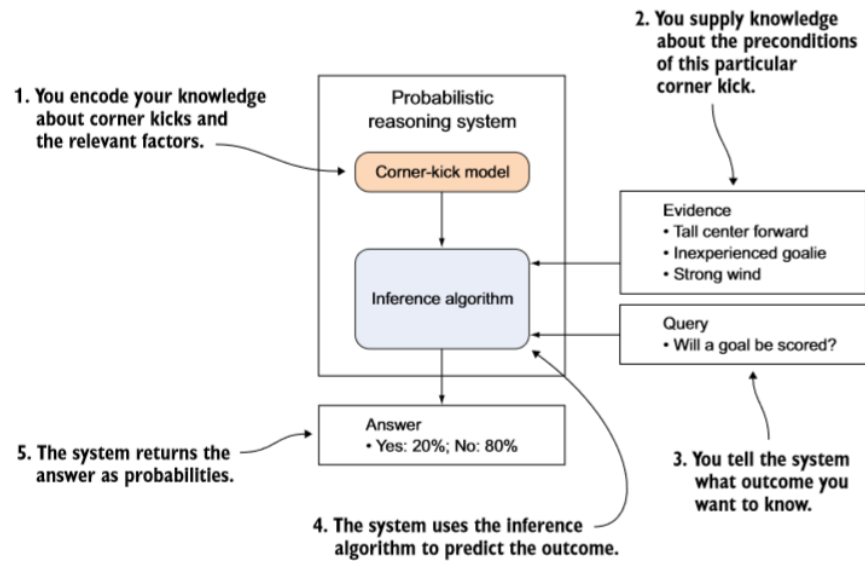 1. You encode your knowledge
about corner kicks and
the relevant factors.
Probabilistic
reasoning system
Corner-kick model
Inference algorithm
2. You supply knowledge
about the preconditions
of this particular
corner kick.
Evidence
• Tall center forward
• Inexperienced goalie
• Strong wind
Query
• Will a goal be scored?
3. You tell the system
what outcome you
want to know.
4. The system uses the inference
algorithm to predict the outcome.
Answer
• Yes: 20%; No: 80%
5. The system returns the
answer as probabilities.